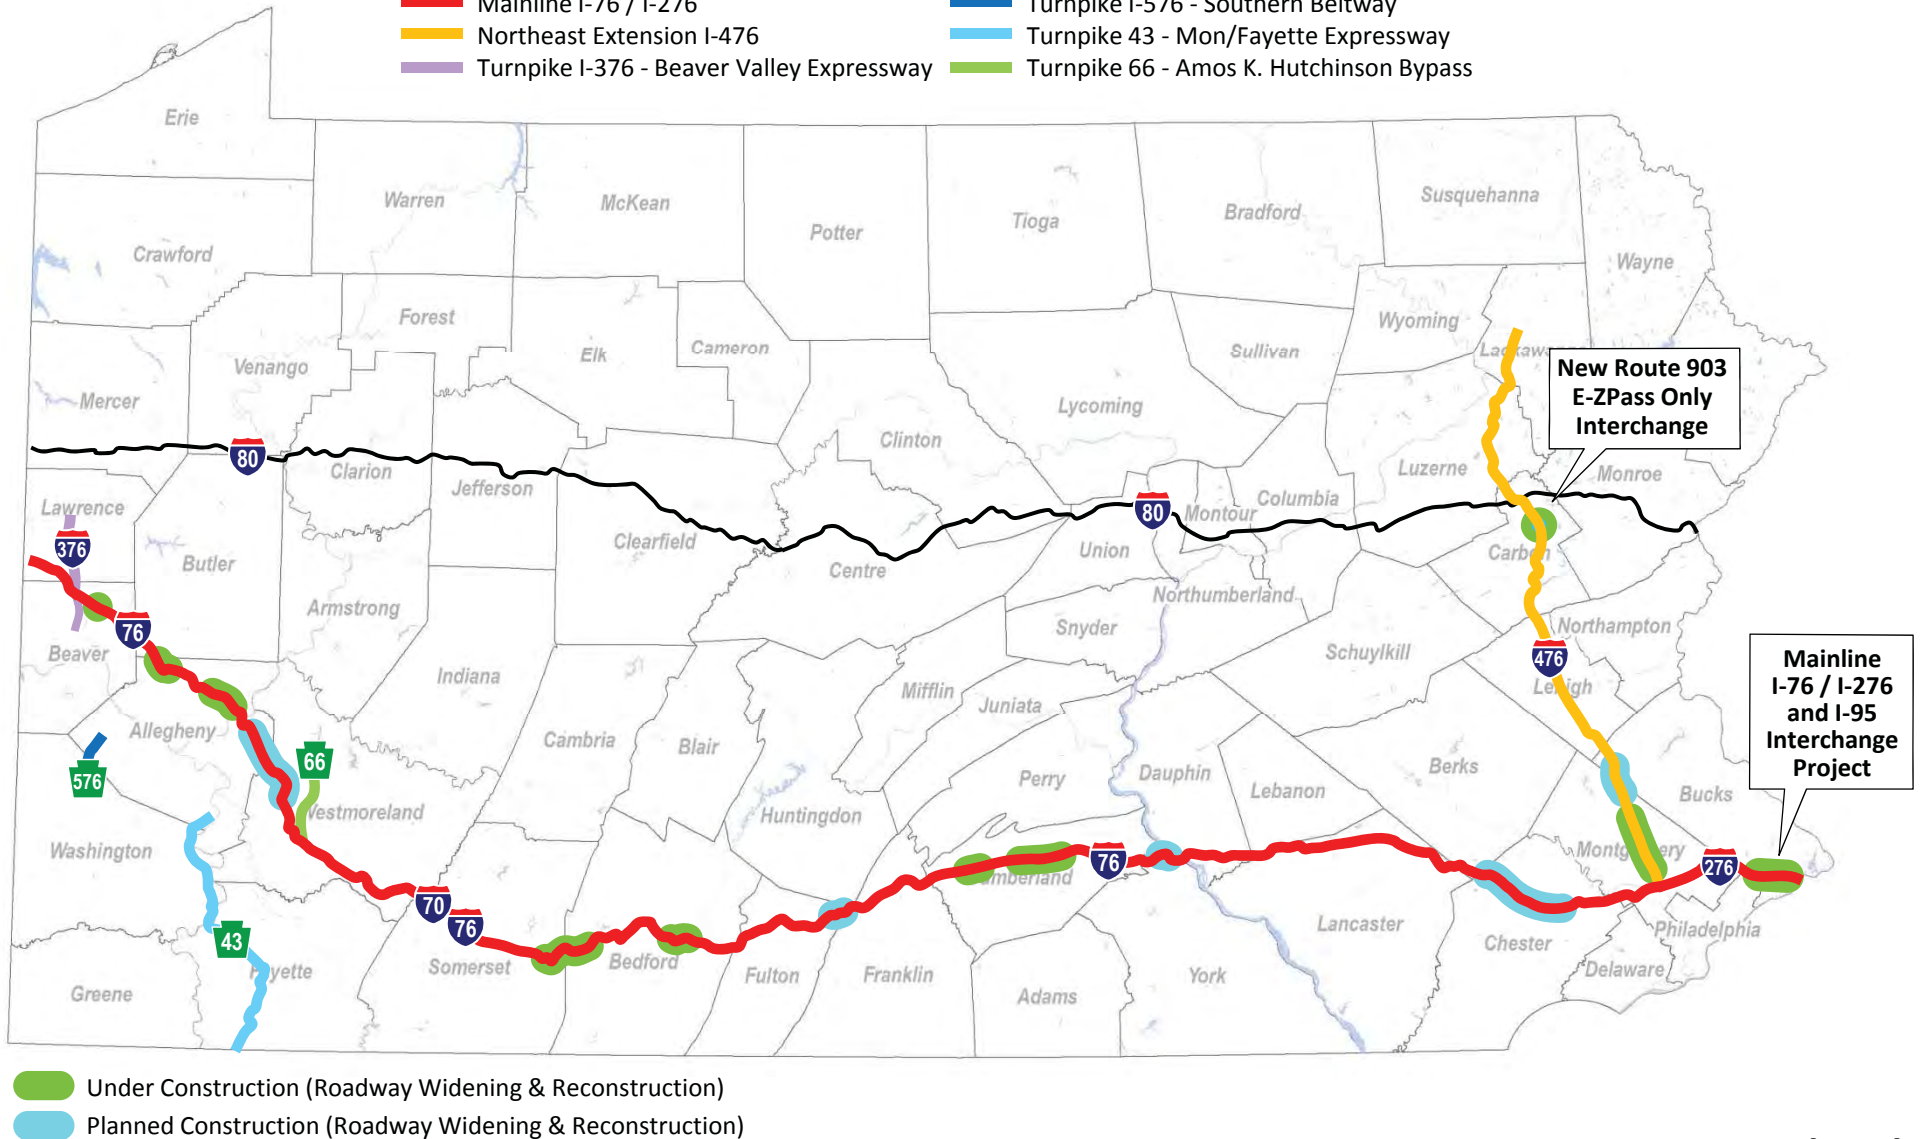 Mainline I-76 / I-276
Turnpike I-576 - Southern Beltway
Northeast Extension I-476
Turnpike 43 - Mon/Fayette Expressway
Turnpike I-376 - Beaver Valley Expressway
Turnpike 66 - Amos K. Hutchinson Bypass
Erie
Warren
McKean
Potter
Tioga
Bradford
Susquehanna
Crawford
Wayne
Forest
Wyoming
Venango
Elk
Cameron
Sullivan
New Route 903
E-ZPass Only
Interchange
Mercer
Lycoming
Clinton
80
Clarion
Jefferson
Luzerne
Monroe
Lawrence
80
Montour
Columbia
376
Butler
Clearfield
Centre
Union
Carbon
Armstrong
Northumberland
76
Snyder
Northampton
Beaver
Indiana
Schuylkill
476
Lehigh
Mainline
I-76 / I-276
and I-95
Interchange
Project
Mifflin
Juniata
Allegheny
Cambria
Blair
576
66
Perry
Dauphin
Lebanon
Berks
Bucks
Westmoreland
Huntingdon
Washington
Montgomery
76
276
umberland
70
76
43
Lancaster
Chester
Philadelphia
Fayette
Somerset
Bedford
Fulton
Franklin
York
Delaware
Greene
Adams
Under Construction (Roadway Widening & Reconstruction)
Planned Construction (Roadway Widening & Reconstruction)